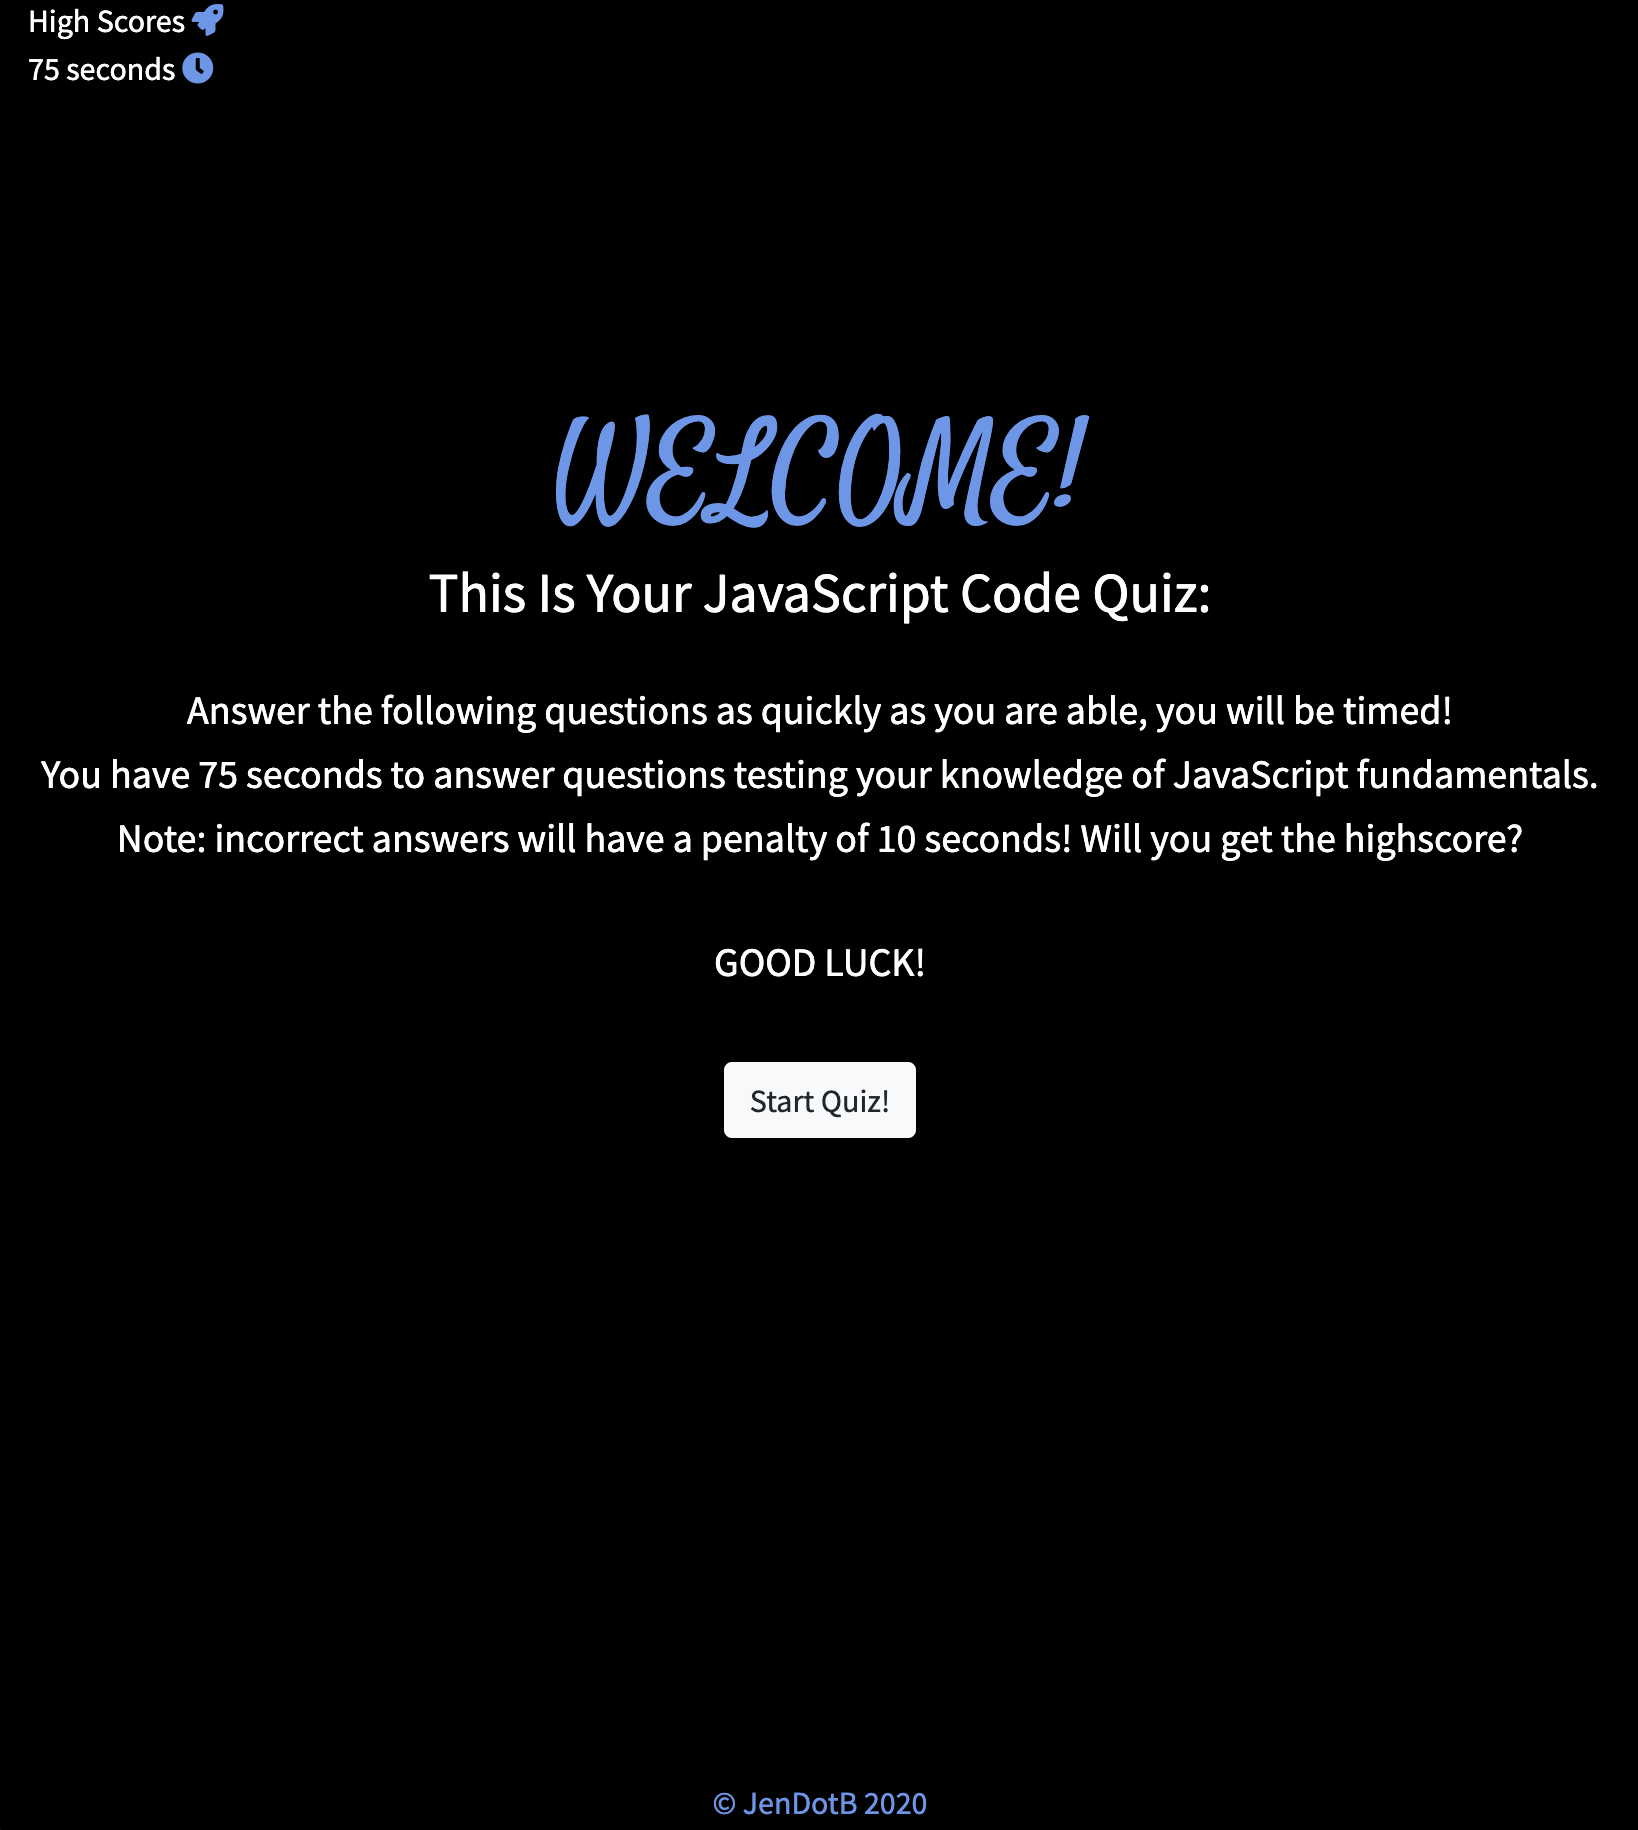 High Scores
75 seconds
WELCOME!
This Is Your JavaScript Code Quiz:
Answer the following questions as quickly as you are able, you will be timed!
You have 75 seconds to answer questions testing your knowledge of JavaScript fundamentals.
Note: incorrect answers will have a penalty of 10 seconds! Will you get the highscore?
GOOD LUCK!
Start Quiz!
© JenDotB 2020